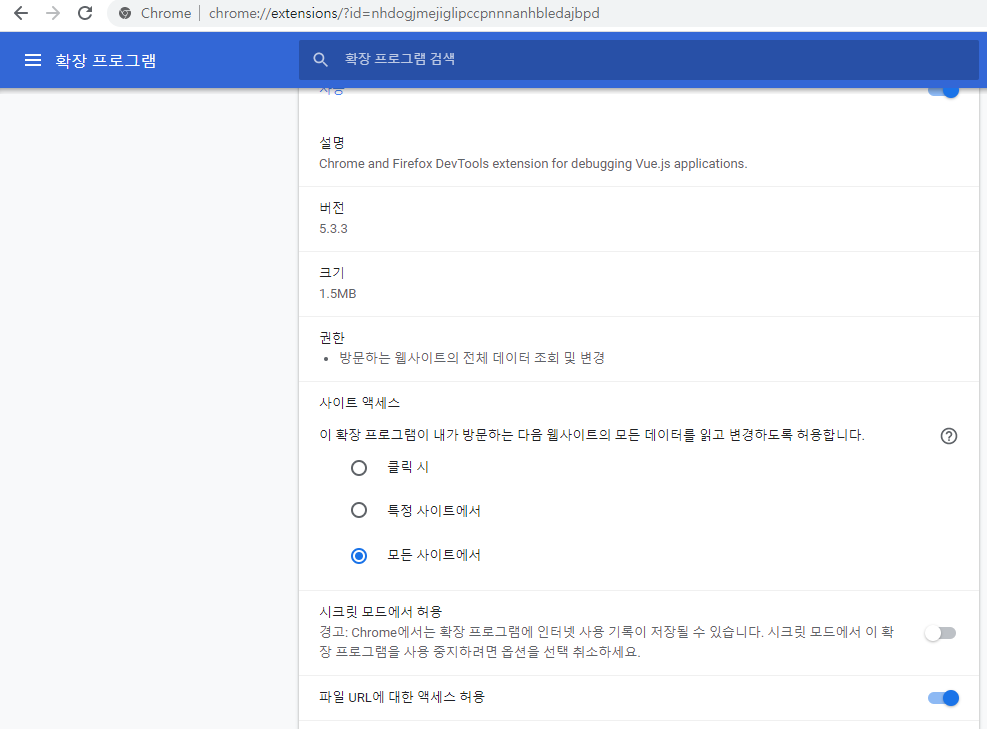 Chrome | chrome://extensions/?id=nhdogjmejiglipccpnnnanhbledajbpd
확장 프로그램
확장 프로그램 검색
사용
설명
Chrome and Firefox DevTools extension for debugging Vue.js applications.
버전
5.3.3
크기
1.5MB
권한
• 방문하는 웹사이트의 전체 데이터 조회 및 변경
사이트 액세스
이 확장 프로그램이 내가 방문하는 다음 웹사이트의 모든 데이터를 읽고 변경하도록 허용합니다.
클릭 시
특정 사이트에서
모든 사이트에서
시크릿 모드에서 허용
경고: Chrome에서는 확장 프로그램에 인터넷 사용 기록이 저장될 수 있습니다. 시크릿 모드에서 이 확
장 프로그램을 사용 중지하려면 옵션을 선택 취소하세요.
파일 URL에 대한 액세스 허용